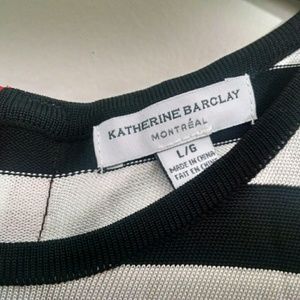 KATHERINE BARCLAY
MONTRÉAL
L/G
MADE IN CHINA
FAIT EN CHINE